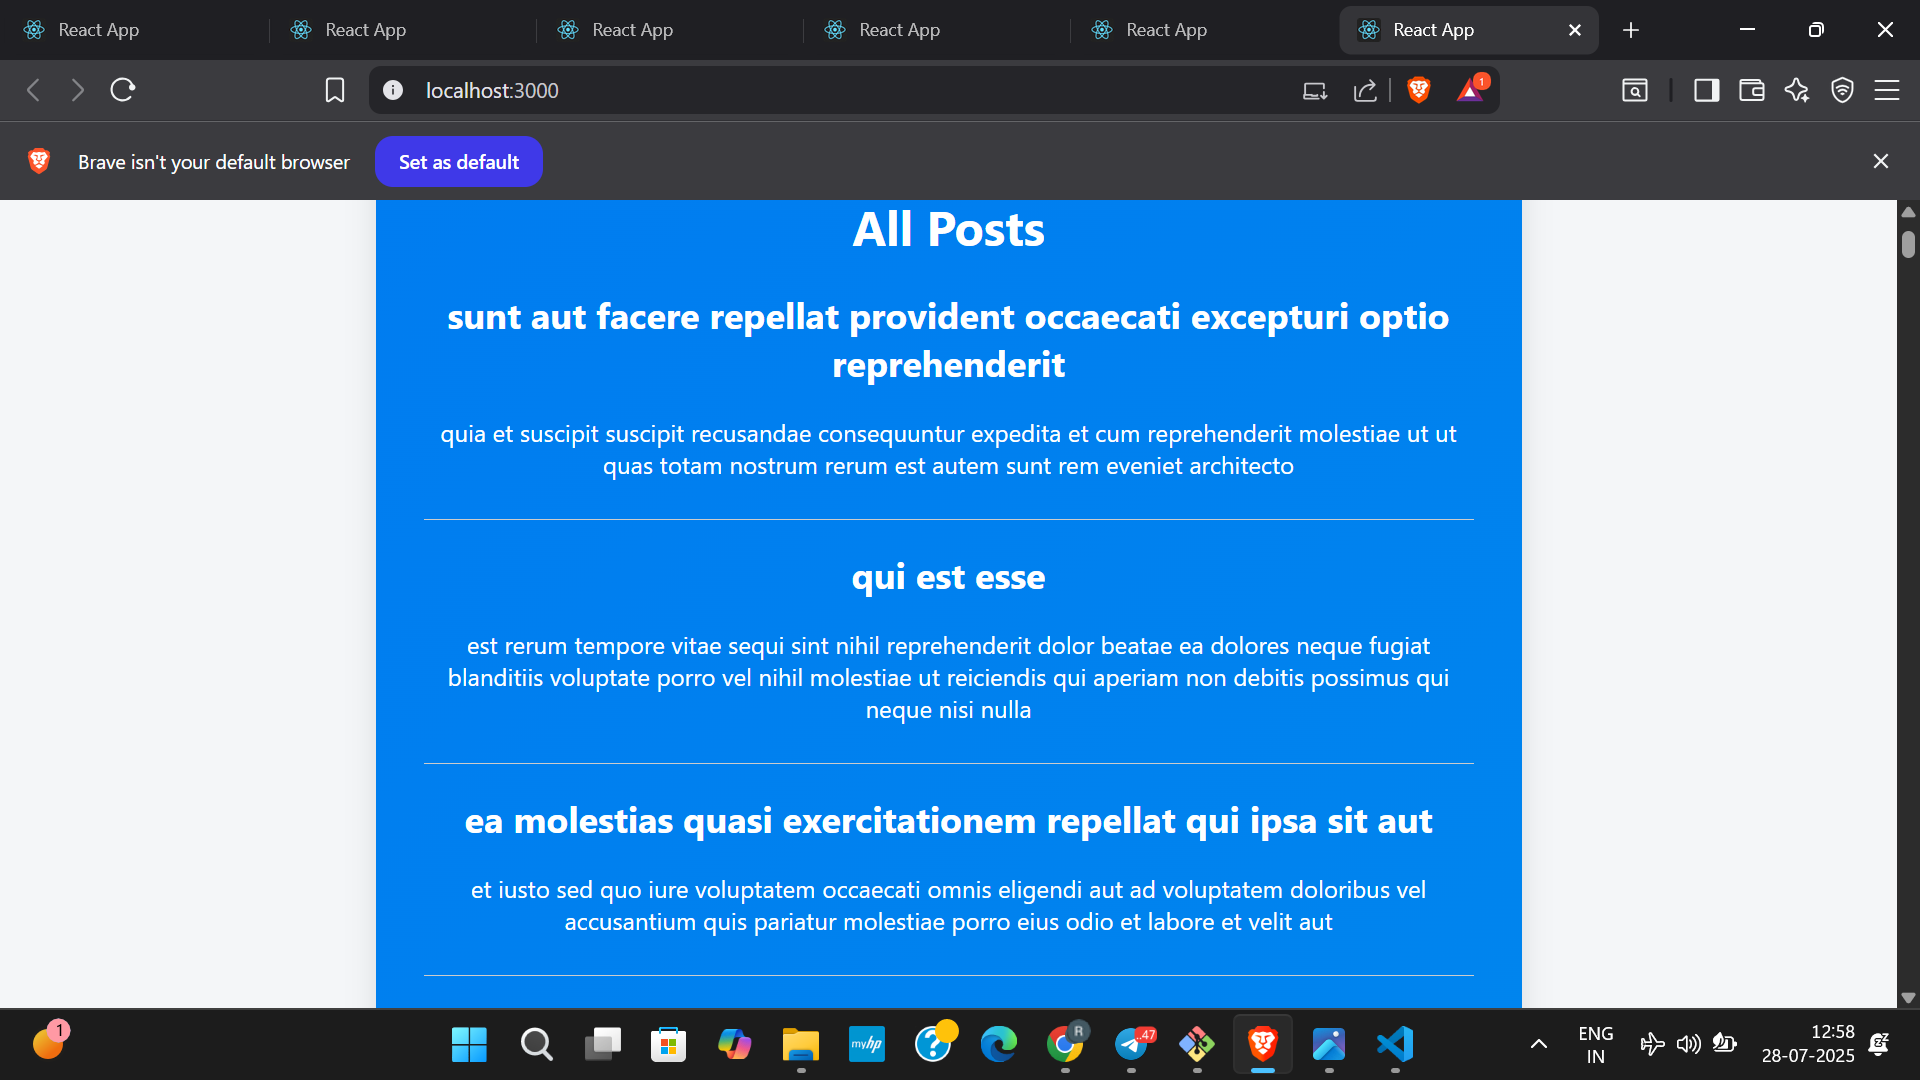 React App
React App
React App
React App
React App
React App
localhost:3000
1
Brave isn't your default browser
Set as default
All Posts
sunt aut facere repellat provident occaecati excepturi optio
reprehenderit
quia et suscipit suscipit recusandae consequuntur expedita et cum reprehenderit molestiae ut ut
quas totam nostrum rerum est autem sunt rem eveniet architecto
qui est esse
est rerum tempore vitae sequi sint nihil reprehenderit dolor beatae ea dolores neque fugiat
blanditiis voluptate porro vel nihil molestiae ut reiciendis qui aperiam non debitis possimus qui
neque nisi nulla
ea molestias quasi exercitationem repellat qui ipsa sit aut
et iusto sed quo iure voluptatem occaecati omnis eligendi aut ad voluptatem doloribus vel
accusantium quis pariatur molestiae porro eius odio et labore et velit aut
1
myhp
R
..47
ENG
IN
12:58
28-07-2025